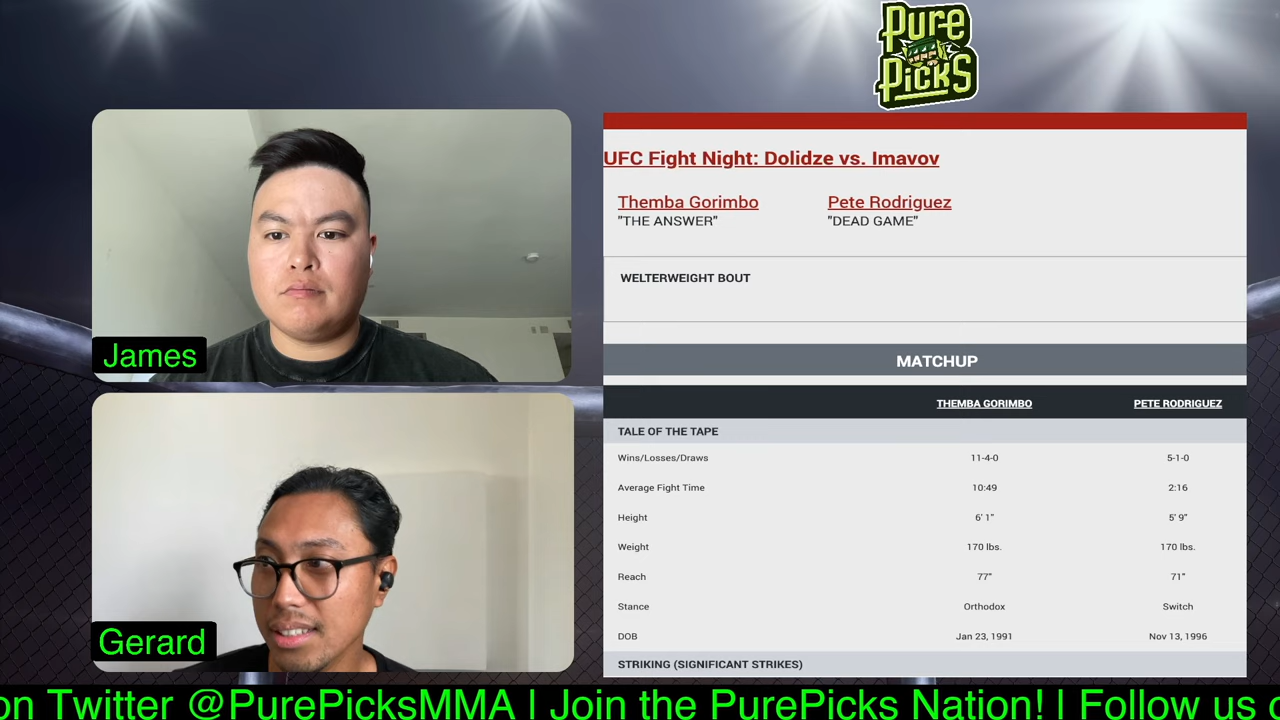 Pure
Picks
UFC Fight Night: Dolidze vs. Imavov
Themba Gorimbo Pete Rodriguez
"THE ANSWER" "DEAD GAME"
WELTERWEIGHT BOUT
MATCHUP
THEMBA GORIMBO PETE RODRIGUEZ
TALE OF THE TAPE
Wins/Losses/Draws 11-4-0 5-1-0
Average Fight Time 10:49 2:16
Height 6' 1" 5' 9"
Weight 170 lbs. 170 lbs.
Reach 77" 71"
Stance Orthodox Switch
DOB Jan 23, 1991 Nov 13, 1996
STRIKING (SIGNIFICANT STRIKES)
James
Gerard
on Twitter @PurePicksMMA | Join the PurePicks Nation! | Follow us